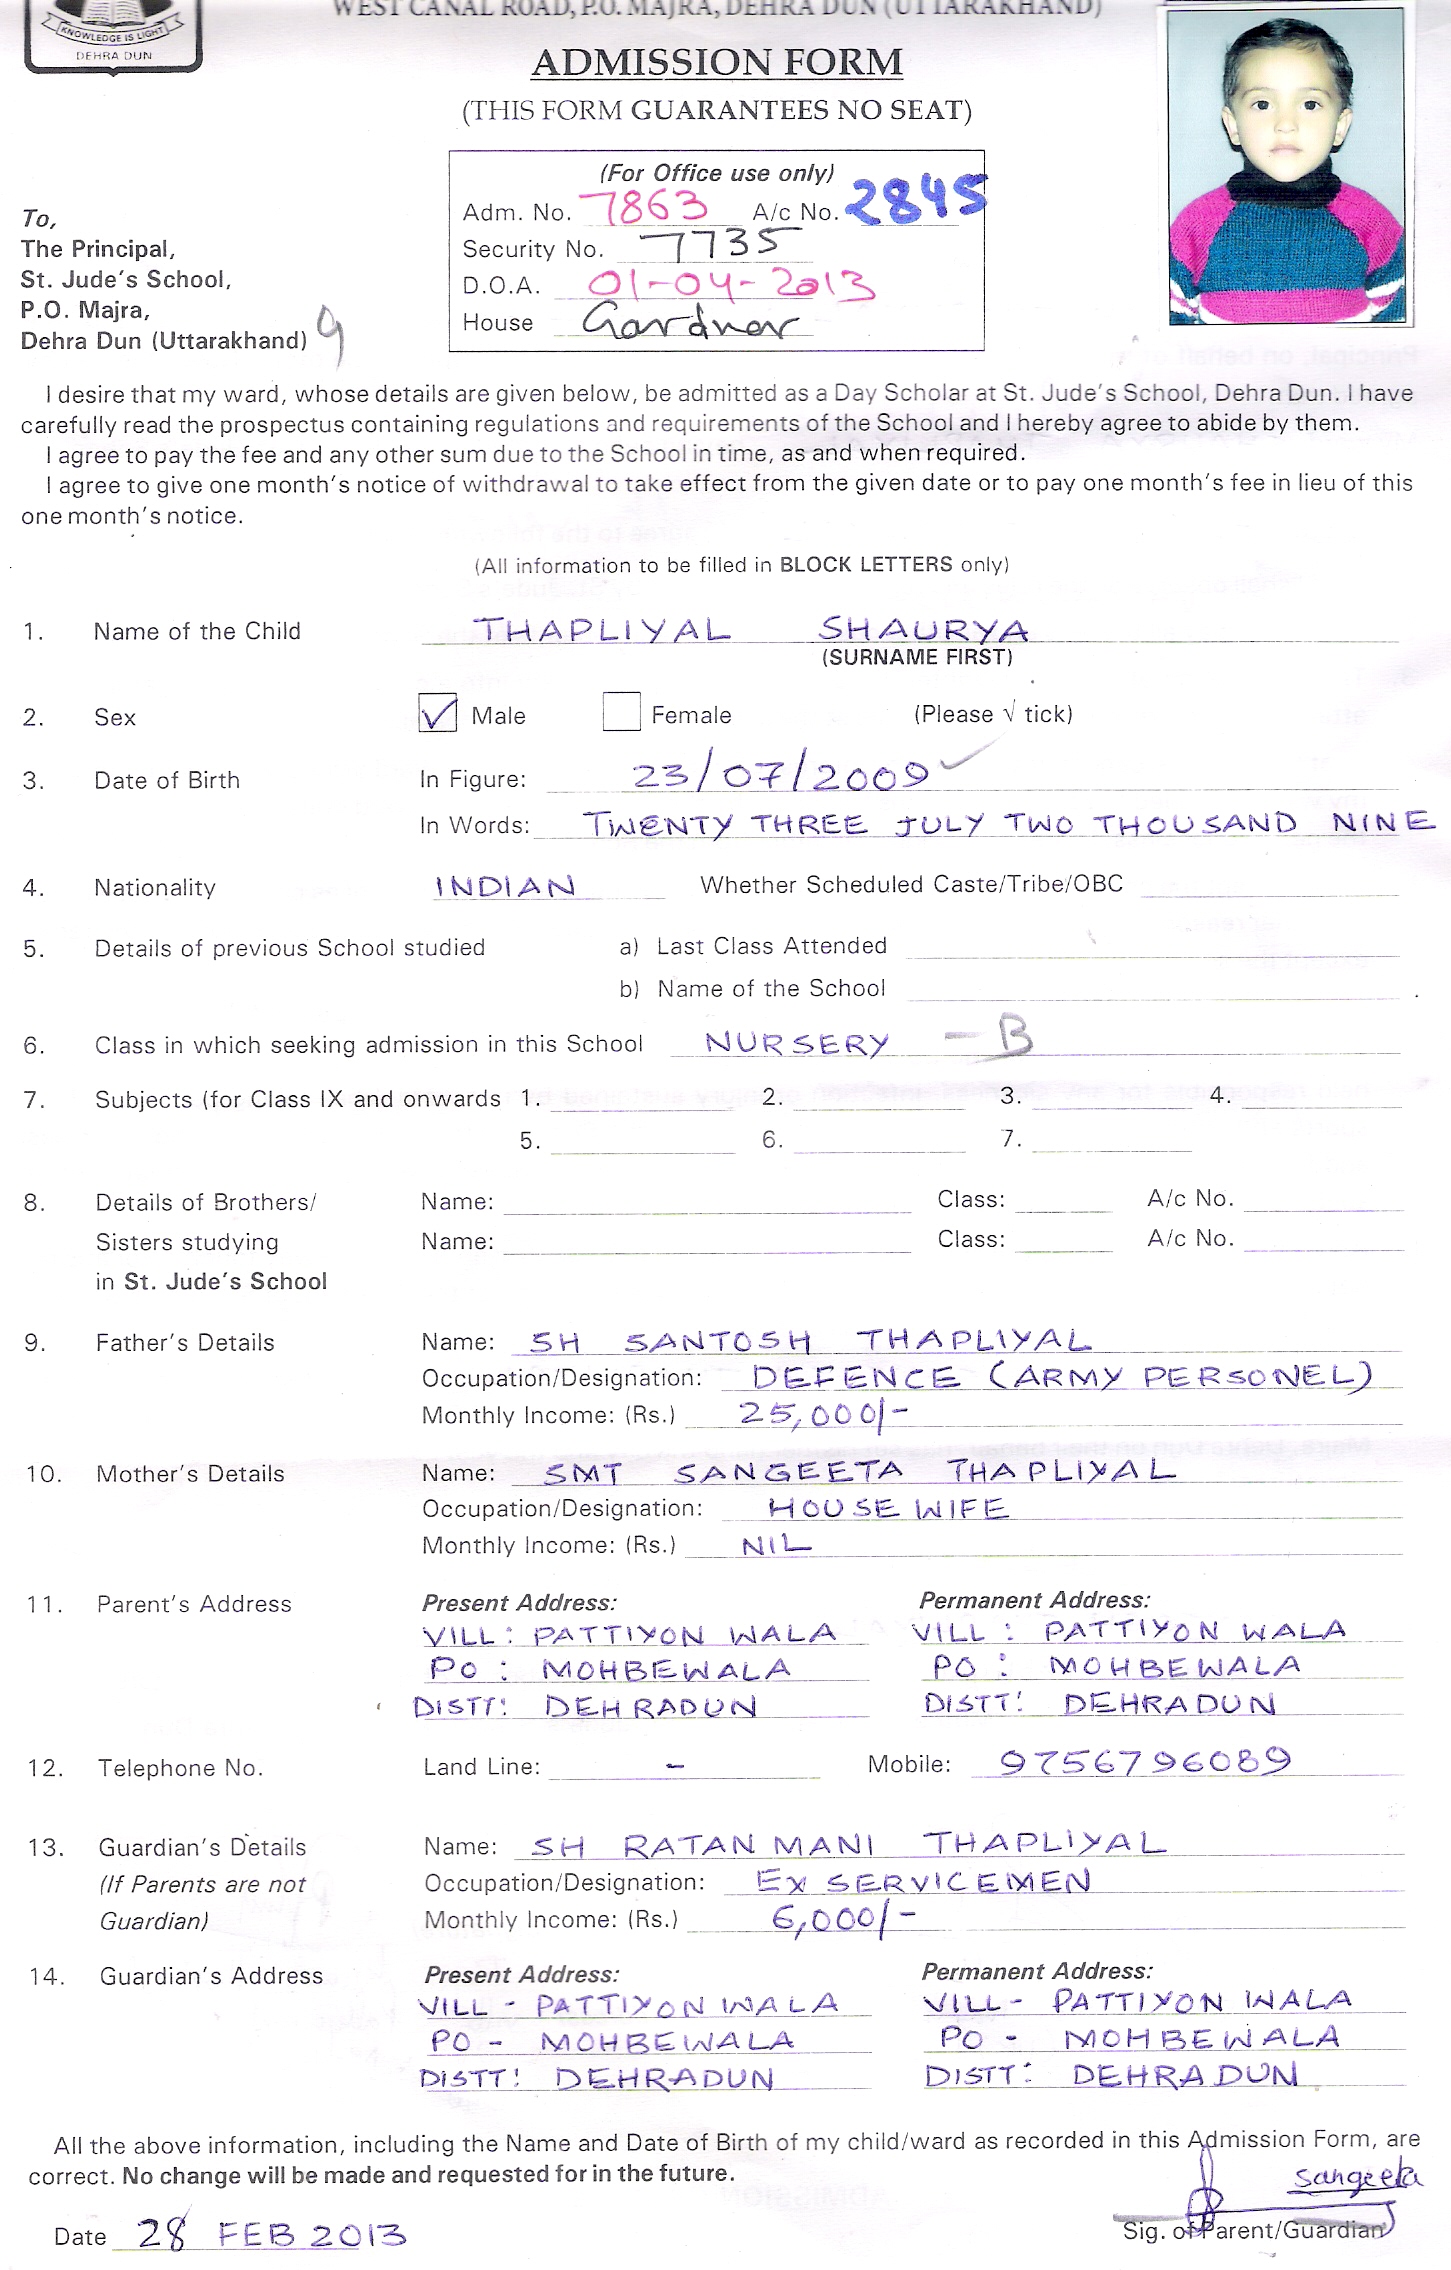 WEST CANAL ROAD, P.O. MAJRA, DEHRA DUN (UTTARAKHAND)
KNOWLEDGE IS LIGHT
DEHRA DUN
ADMISSION FORM
(THIS FORM GUARANTEES NO SEAT)
(For Office use only)
Adm. No. 7863 A/c No. 2845
Security No. 7735
D.O.A. 01-04-2013
House Gardner
To,
The Principal,
St. Jude's School,
P.O. Majra,
Dehra Dun (Uttarakhand) 9
I desire that my ward, whose details are given below, be admitted as a Day Scholar at St. Jude's School, Dehra Dun. I have
carefully read the prospectus containing regulations and requirements of the School and I hereby agree to abide by them.
I agree to pay the fee and any other sum due to the School in time, as and when required.
I agree to give one month's notice of withdrawal to take effect from the given date or to pay one month's fee in lieu of this
one month's notice.
(All information to be filled in BLOCK LETTERS only)
1. Name of the Child THAPLIYAL SHAURYA
(SURNAME FIRST)
2. Sex ✓ Male Female (Please √ tick)
3. Date of Birth In Figure: 23/07/2009 ✓
In Words: TWENTY THREE JULY TWO THOUSAND NINE
4. Nationality INDIAN Whether Scheduled Caste/Tribe/OBC
5. Details of previous School studied a) Last Class Attended
b) Name of the School
6. Class in which seeking admission in this School NURSERY - B
7. Subjects (for Class IX and onwards 1. 2. 3. 4.
5. 6. 7.
8. Details of Brothers/ Name: Class: A/c No.
Sisters studying Name: Class: A/c No.
in St. Jude's School
9. Father's Details Name: SH SANTOSH THAPLIYAL
Occupation/Designation: DEFENCE (ARMY PERSONEL)
Monthly Income: (Rs.) 25,000/-
10. Mother's Details Name: SMT SANGEETA THAPLIYAL
Occupation/Designation: HOUSE WIFE
Monthly Income: (Rs.) NIL
11. Parent's Address Present Address: Permanent Address:
VILL: PATTIYON WALA VILL: PATTIYON WALA
PO: MOHBEWALA PO: MOHBEWALA
DISTT: DEHRADUN DISTT: DEHRADUN
12. Telephone No. Land Line: - Mobile: 9756796089
13. Guardian's Details Name: SH RATAN MANI THAPLIYAL
(If Parents are not Occupation/Designation: EX SERVICEMEN
Guardian) Monthly Income: (Rs.) 6,000/-
14. Guardian's Address Present Address: Permanent Address:
VILL - PATTIYON WALA VILL- PATTIYON WALA
PO - MOHBEWALA PO - MOHBEWALA
DISTT: DEHRADUN DISTT: DEHRADUN
All the above information, including the Name and Date of Birth of my child/ward as recorded in this Admission Form, are
correct. No change will be made and requested for in the future.
Sangeeta
Date 28 FEB 2013 Sig. of Parent/Guardian